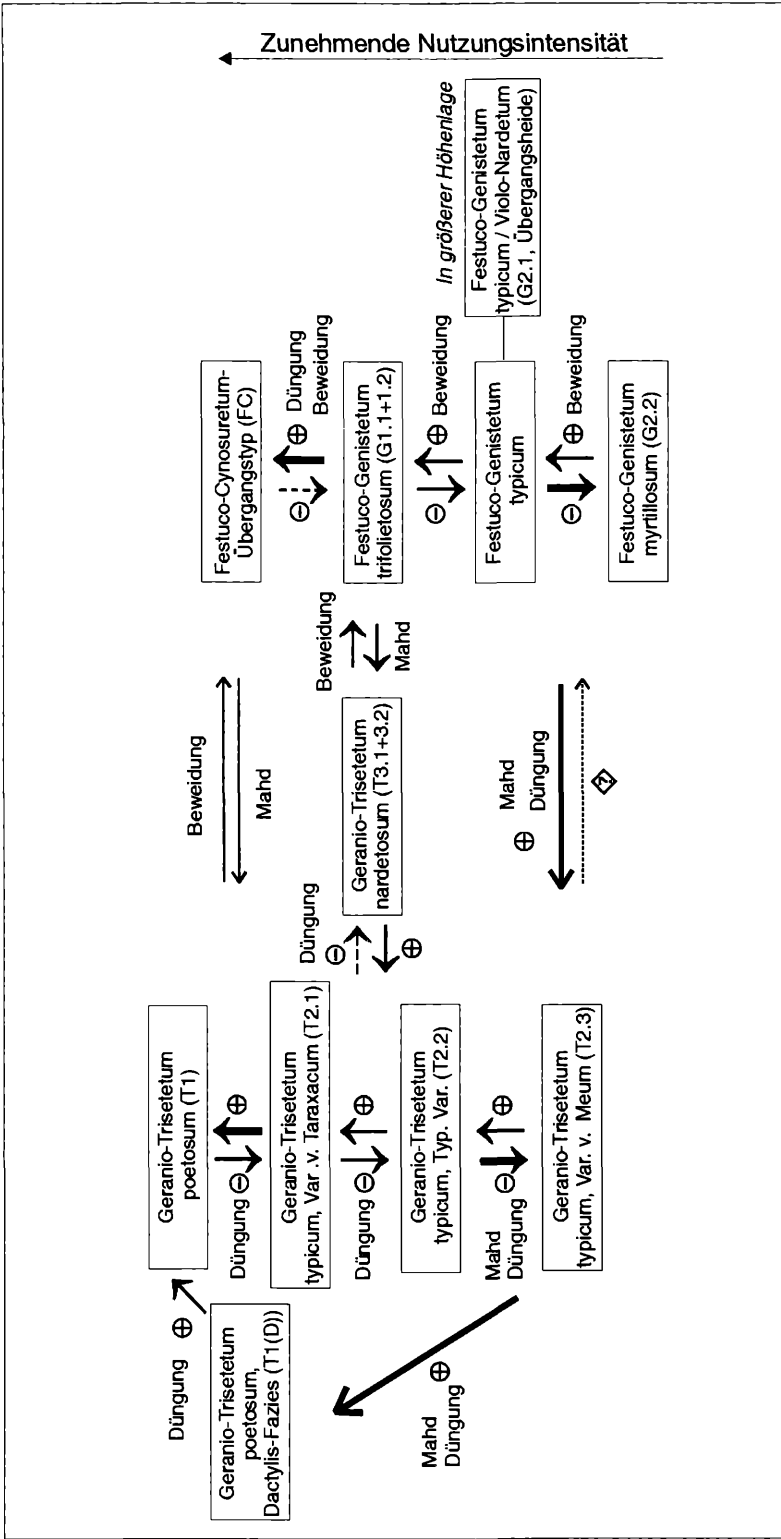 Zunehmende Nutzungsintensität
Düngung ⊕
Geranio-Trisetetum
poetosum,
Dactylis-Fazies (T1(D))
Geranio-Trisetetum
poetosum (T1)
Düngung ⊖ ⊕
Geranio-Trisetetum
typicum, Var .v. Taraxacum (T2.1)
Düngung ⊖ ⊕
Geranio-Trisetetum
typicum, Typ. Var. (T2.2)
Mahd
Düngung ⊖ ⊕
Geranio-Trisetetum
typicum, Var. v. Meum (T2.3)
Mahd
Düngung ⊕
Düngung
⊖
⊕
Geranio-Trisetetum
nardetosum (T3.1+3.2)
Beweidung
Mahd
Beweidung
Mahd
Mahd
⊕ Düngung
?
Festuco-Cynosuretum-
Übergangstyp (FC)
⊖ ⊕ Düngung
Beweidung
Festuco-Genistetum
trifolietosum (G1.1+1.2)
⊖ ⊕ Beweidung
Festuco-Genistetum
typicum
⊖ ⊕ Beweidung
Festuco-Genistetum
myrtillosum (G2.2)
In größerer Höhenlage
Festuco-Genistetum
typicum / Violo-Nardetum
(G2.1, Übergangsheide)